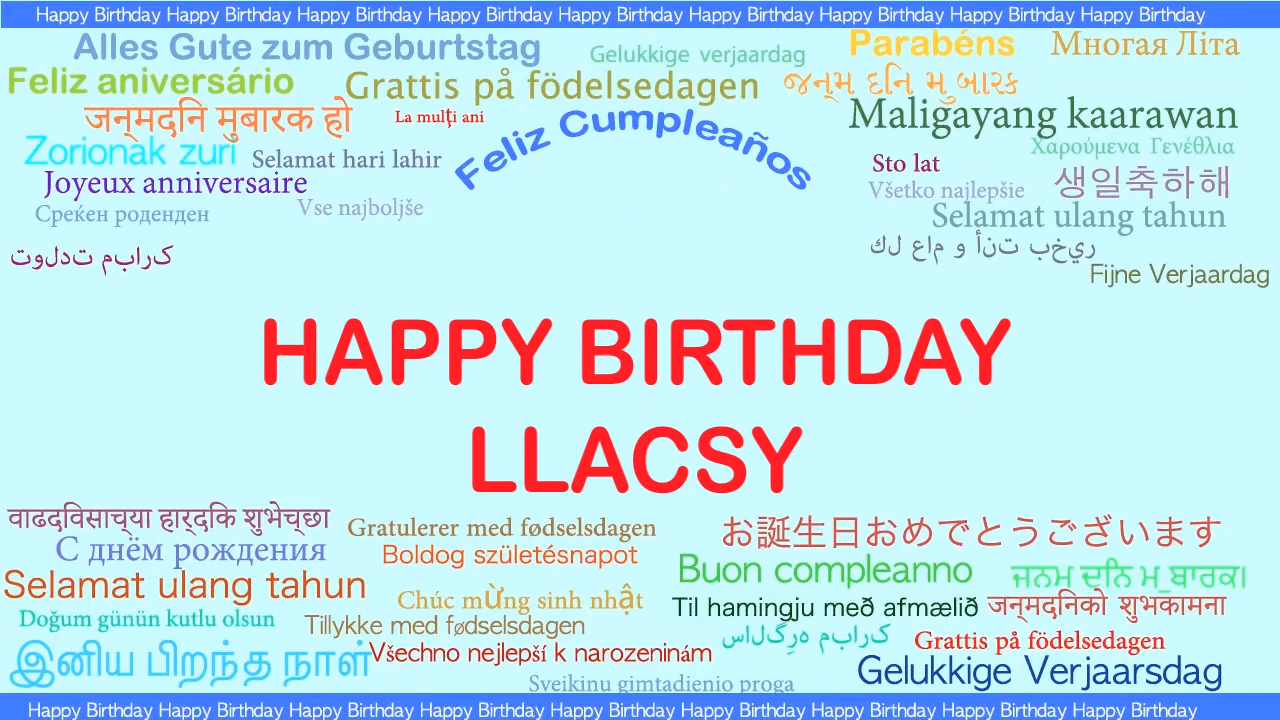 Happy Birthday Happy Birthday Happy Birthday Happy Birthday Happy Birthday Happy Birthday Happy Birthday Happy Birthday Happy Birthday
Alles Gute zum Geburtstag
Gelukkige verjaardag
Parabéns
Многая Літа
Feliz aniversário
Grattis på födelsedagen
જન્મ દનિ મુ બારક
जन्मदनि मुबारक हो
La mulţi ani
Feliz Cumpleaños
Maligayang kaarawan
Zorionak zuri
Selamat hari lahir
Χαρούμενα Γενέθλια
Sto lat
Joyeux anniversaire
Všetko najlepšie
생일축하해
Среќен роденден
Vse najboljše
Selamat ulang tahun
تولدت مبارک
كل عام و أنت بخير
Fijne Verjaardag
HAPPY BIRTHDAY
LLACSY
वाढदविसाच्या हार्दकि शुभेच्छा
Gratulerer med fødselsdagen
お誕生日おめでとうございます
С днём рождения
Boldog születésnapot
Buon compleanno
ਜਨਮ ਦਨਿ ਮੁ ਬਾਰਕ।
Selamat ulang tahun
Chúc mừng sinh nhật
Til hamingju með afmælið
जन्मदनिको शुभकामना
Doğum günün kutlu olsun
Tillykke med fødselsdagen
سالگرہ مبارک
Grattis på födelsedagen
இனிய பிறந்த நாள்
Všechno nejlepší k narozeninám
Gelukkige Verjaarsdag
Sveikinu gimtadienio proga
Happy Birthday Happy Birthday Happy Birthday Happy Birthday Happy Birthday Happy Birthday Happy Birthday Happy Birthday Happy Birthday